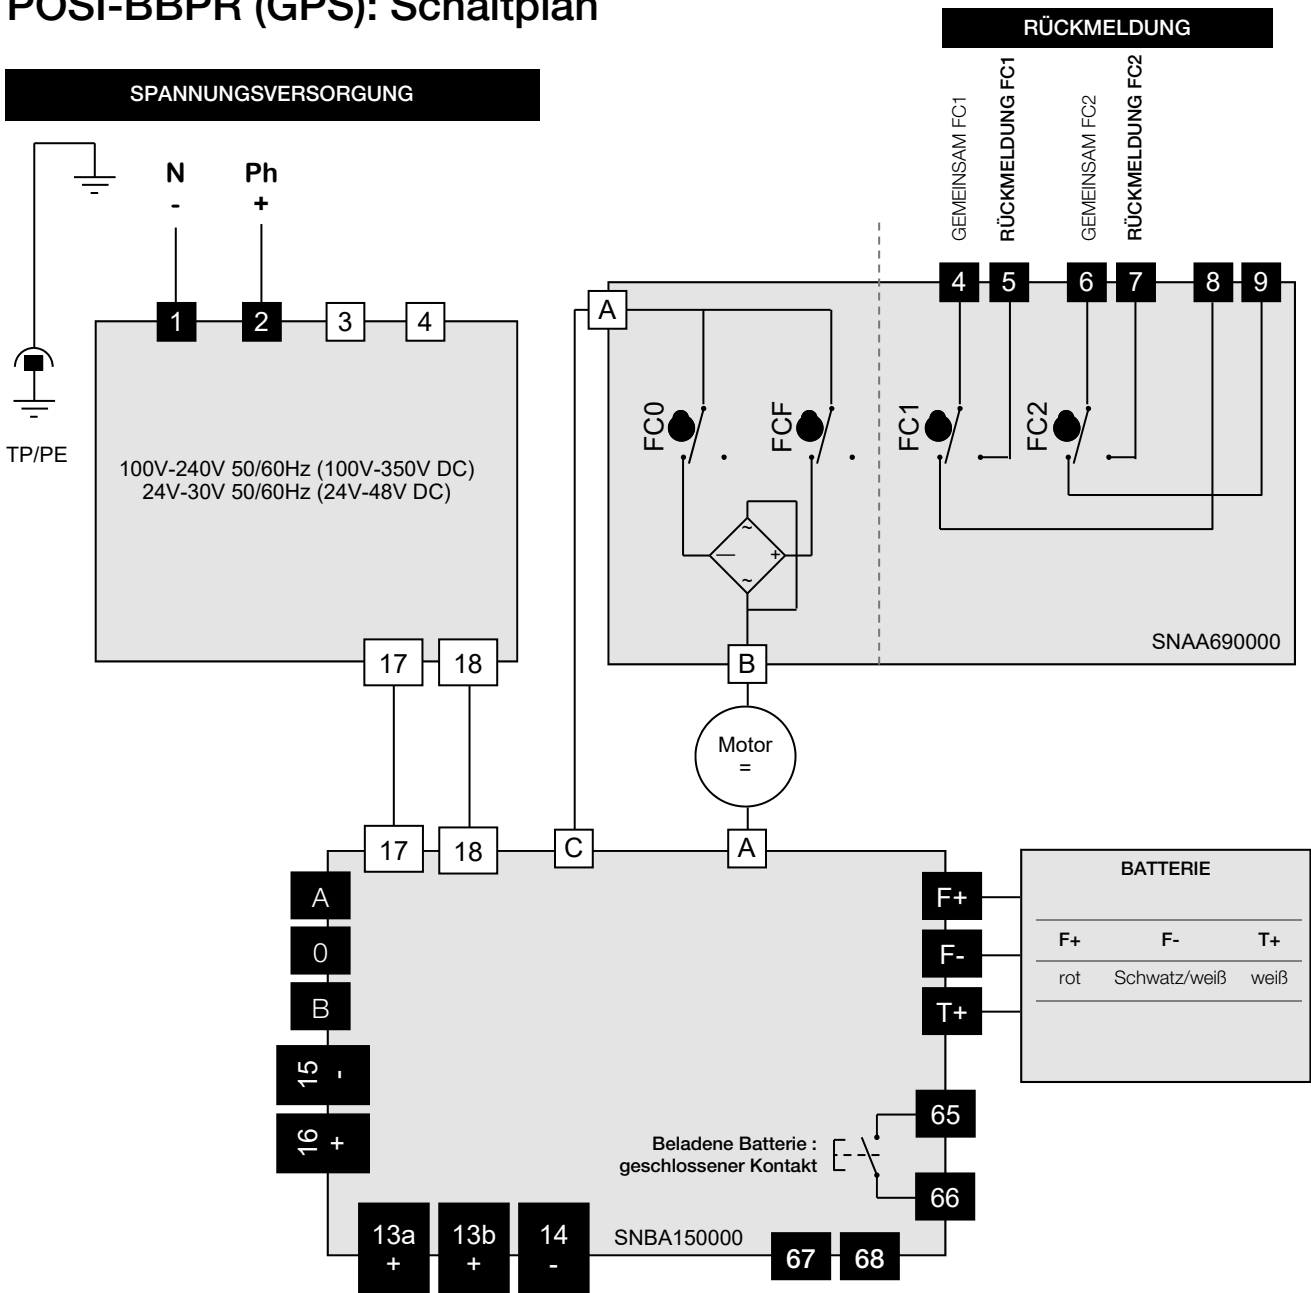 POSI-BBPR (GPS): Schaltplan
RÜCKMELDUNG
SPANNUNGSVERSORGUNG
GEMEINSAM FC1
RÜCKMELDUNG FC1
GEMEINSAM FC2
RÜCKMELDUNG FC2
N
-
Ph
+
1
2
3
4
TP/PE
100V-240V 50/60Hz (100V-350V DC)
24V-30V 50/60Hz (24V-48V DC)
17
18
A
4
5
6
7
8
9
FC0
FCF
FC1
FC2
~
— +
~
SNAA690000
B
Motor
=
17
18
C
A
A
0
B
15 -
16 +
13a
+
13b
+
14
-
SNBA150000
67
68
F+
F-
T+
65
66
Beladene Batterie :
geschlossener Kontakt
BATTERIE
F+ F- T+
rot Schwatz/weiß weiß